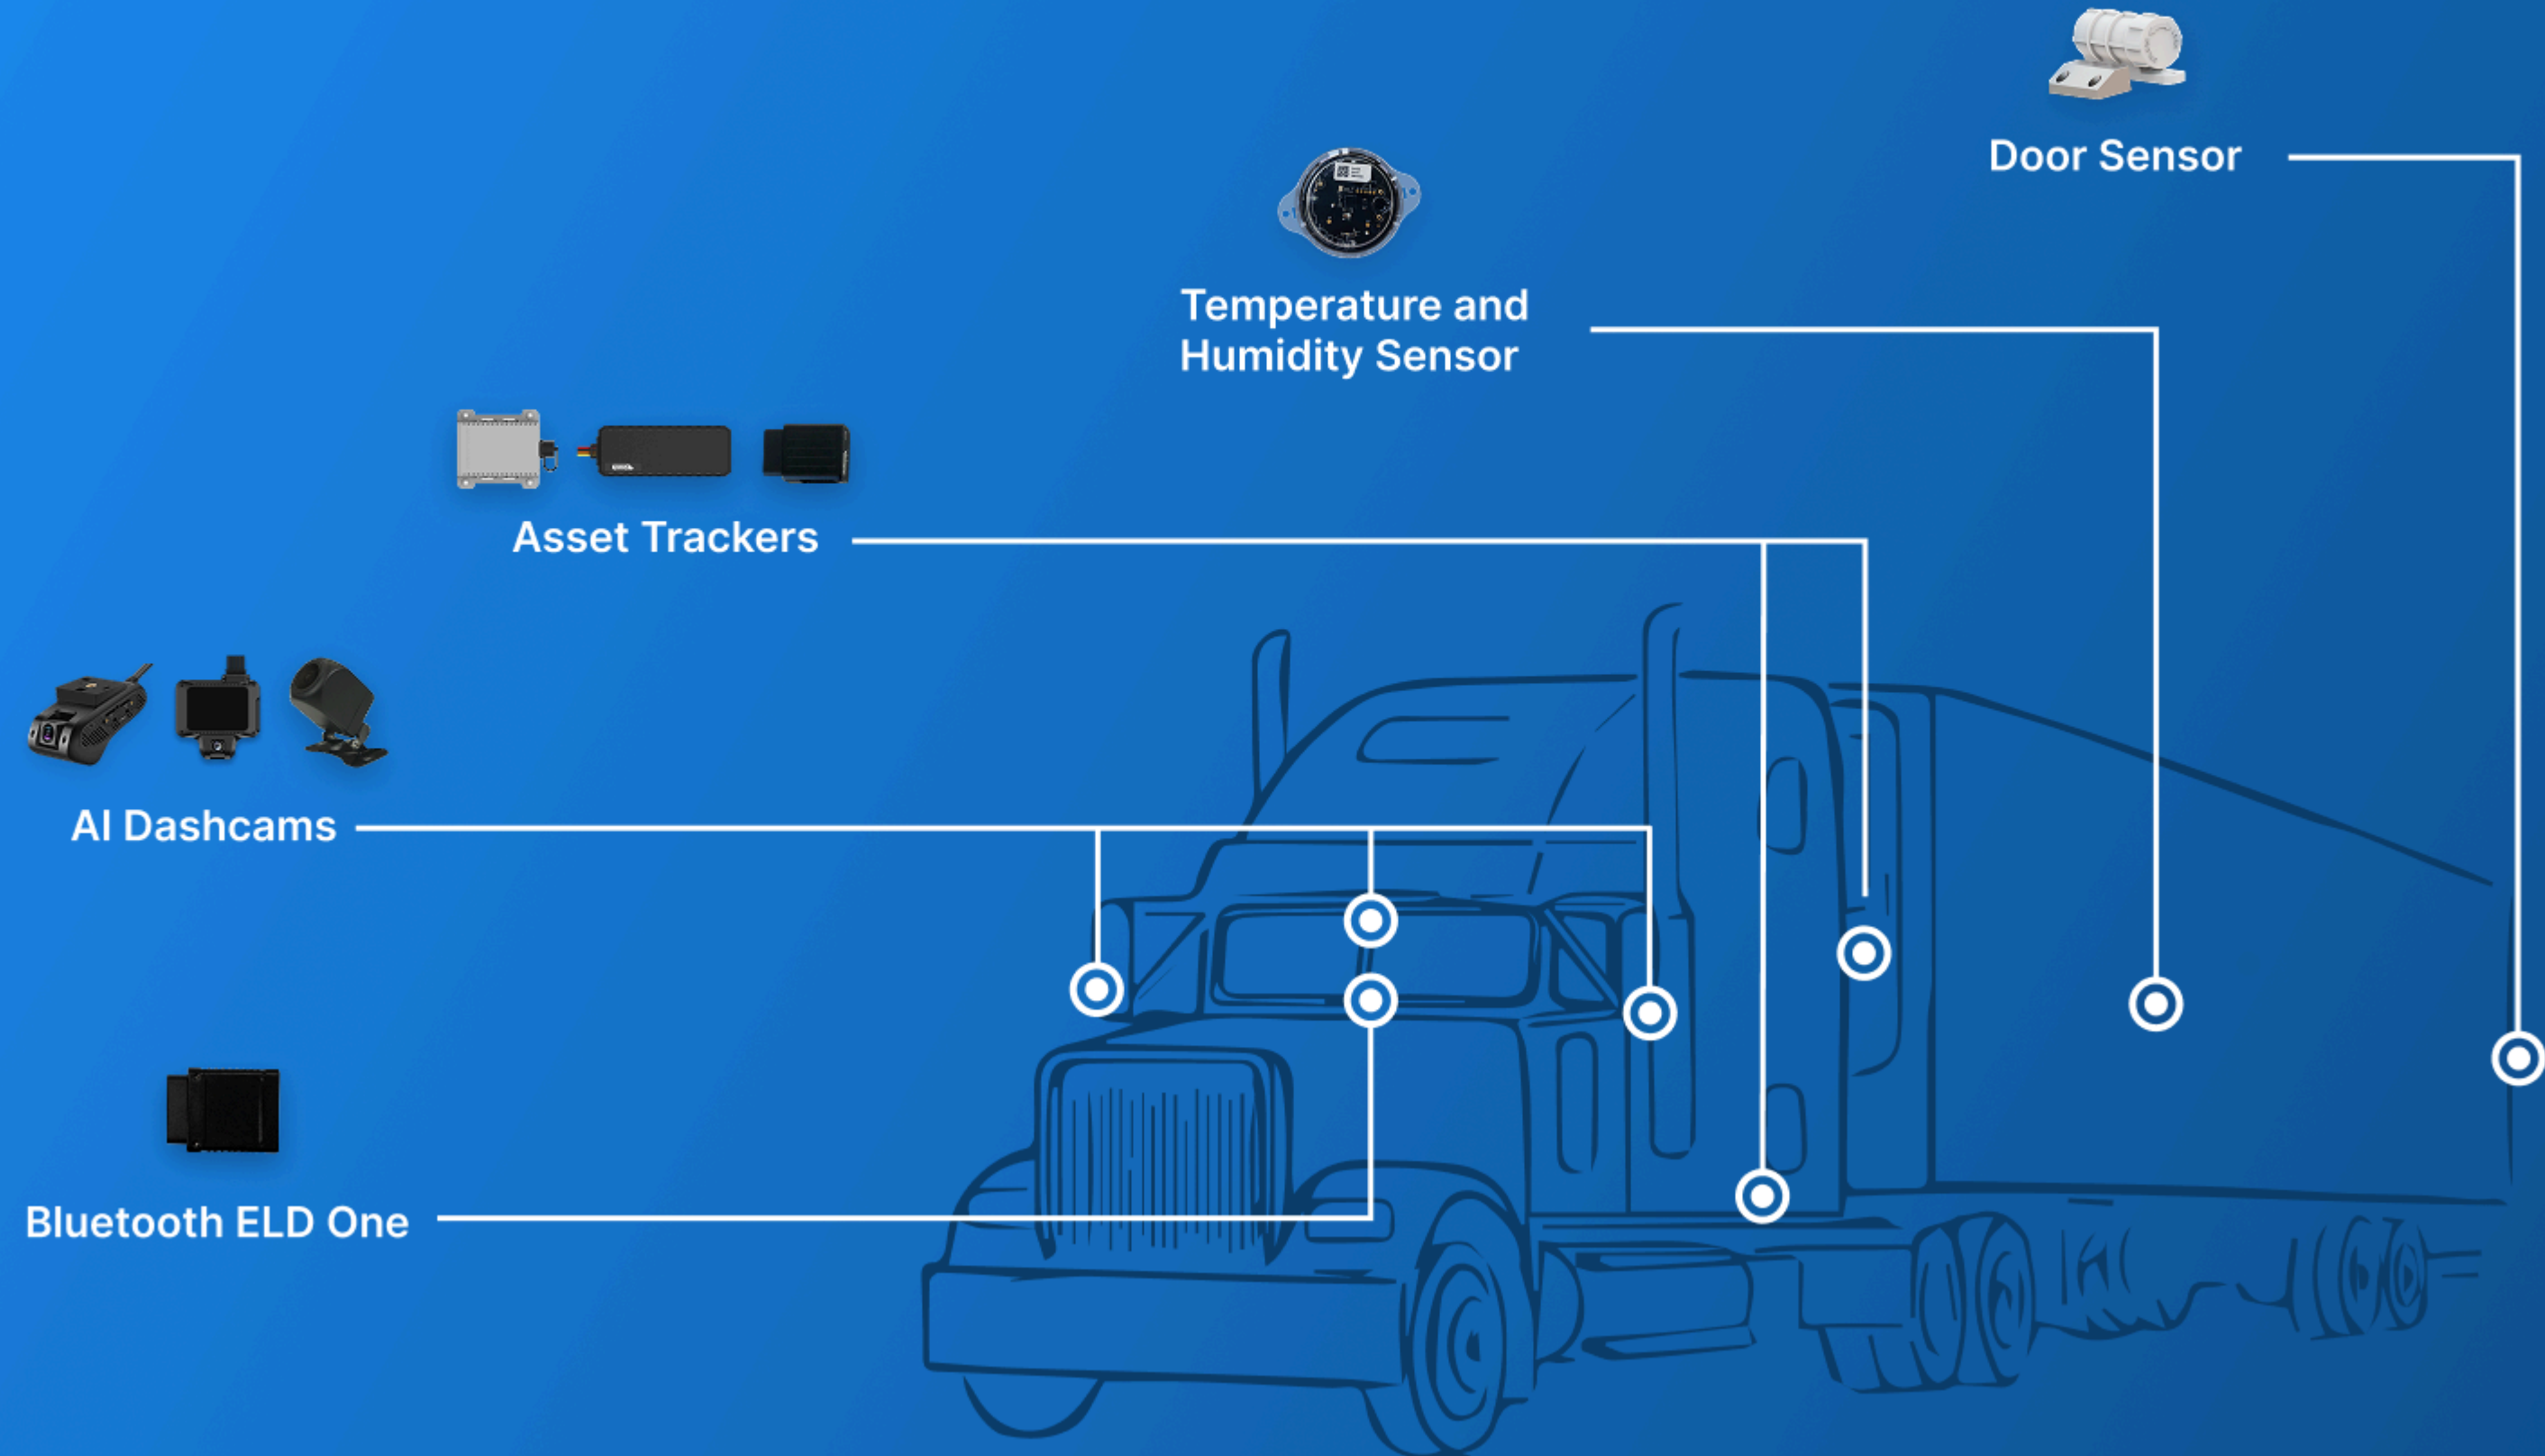 Door Sensor
Temperature and
Humidity Sensor
Asset Trackers
AI Dashcams
Bluetooth ELD One